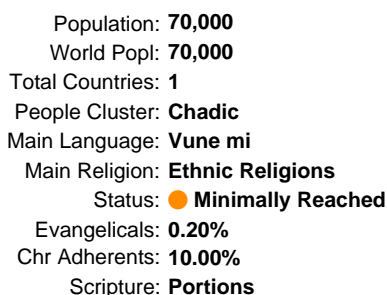 Population: 70,000
World Popl: 70,000
Total Countries: 1
People Cluster: Chadic
Main Language: Vune mi
Main Religion: Ethnic Religions
Status: Minimally Reached
Evangelicals: 0.20%
Chr Adherents: 10.00%
Scripture: Portions